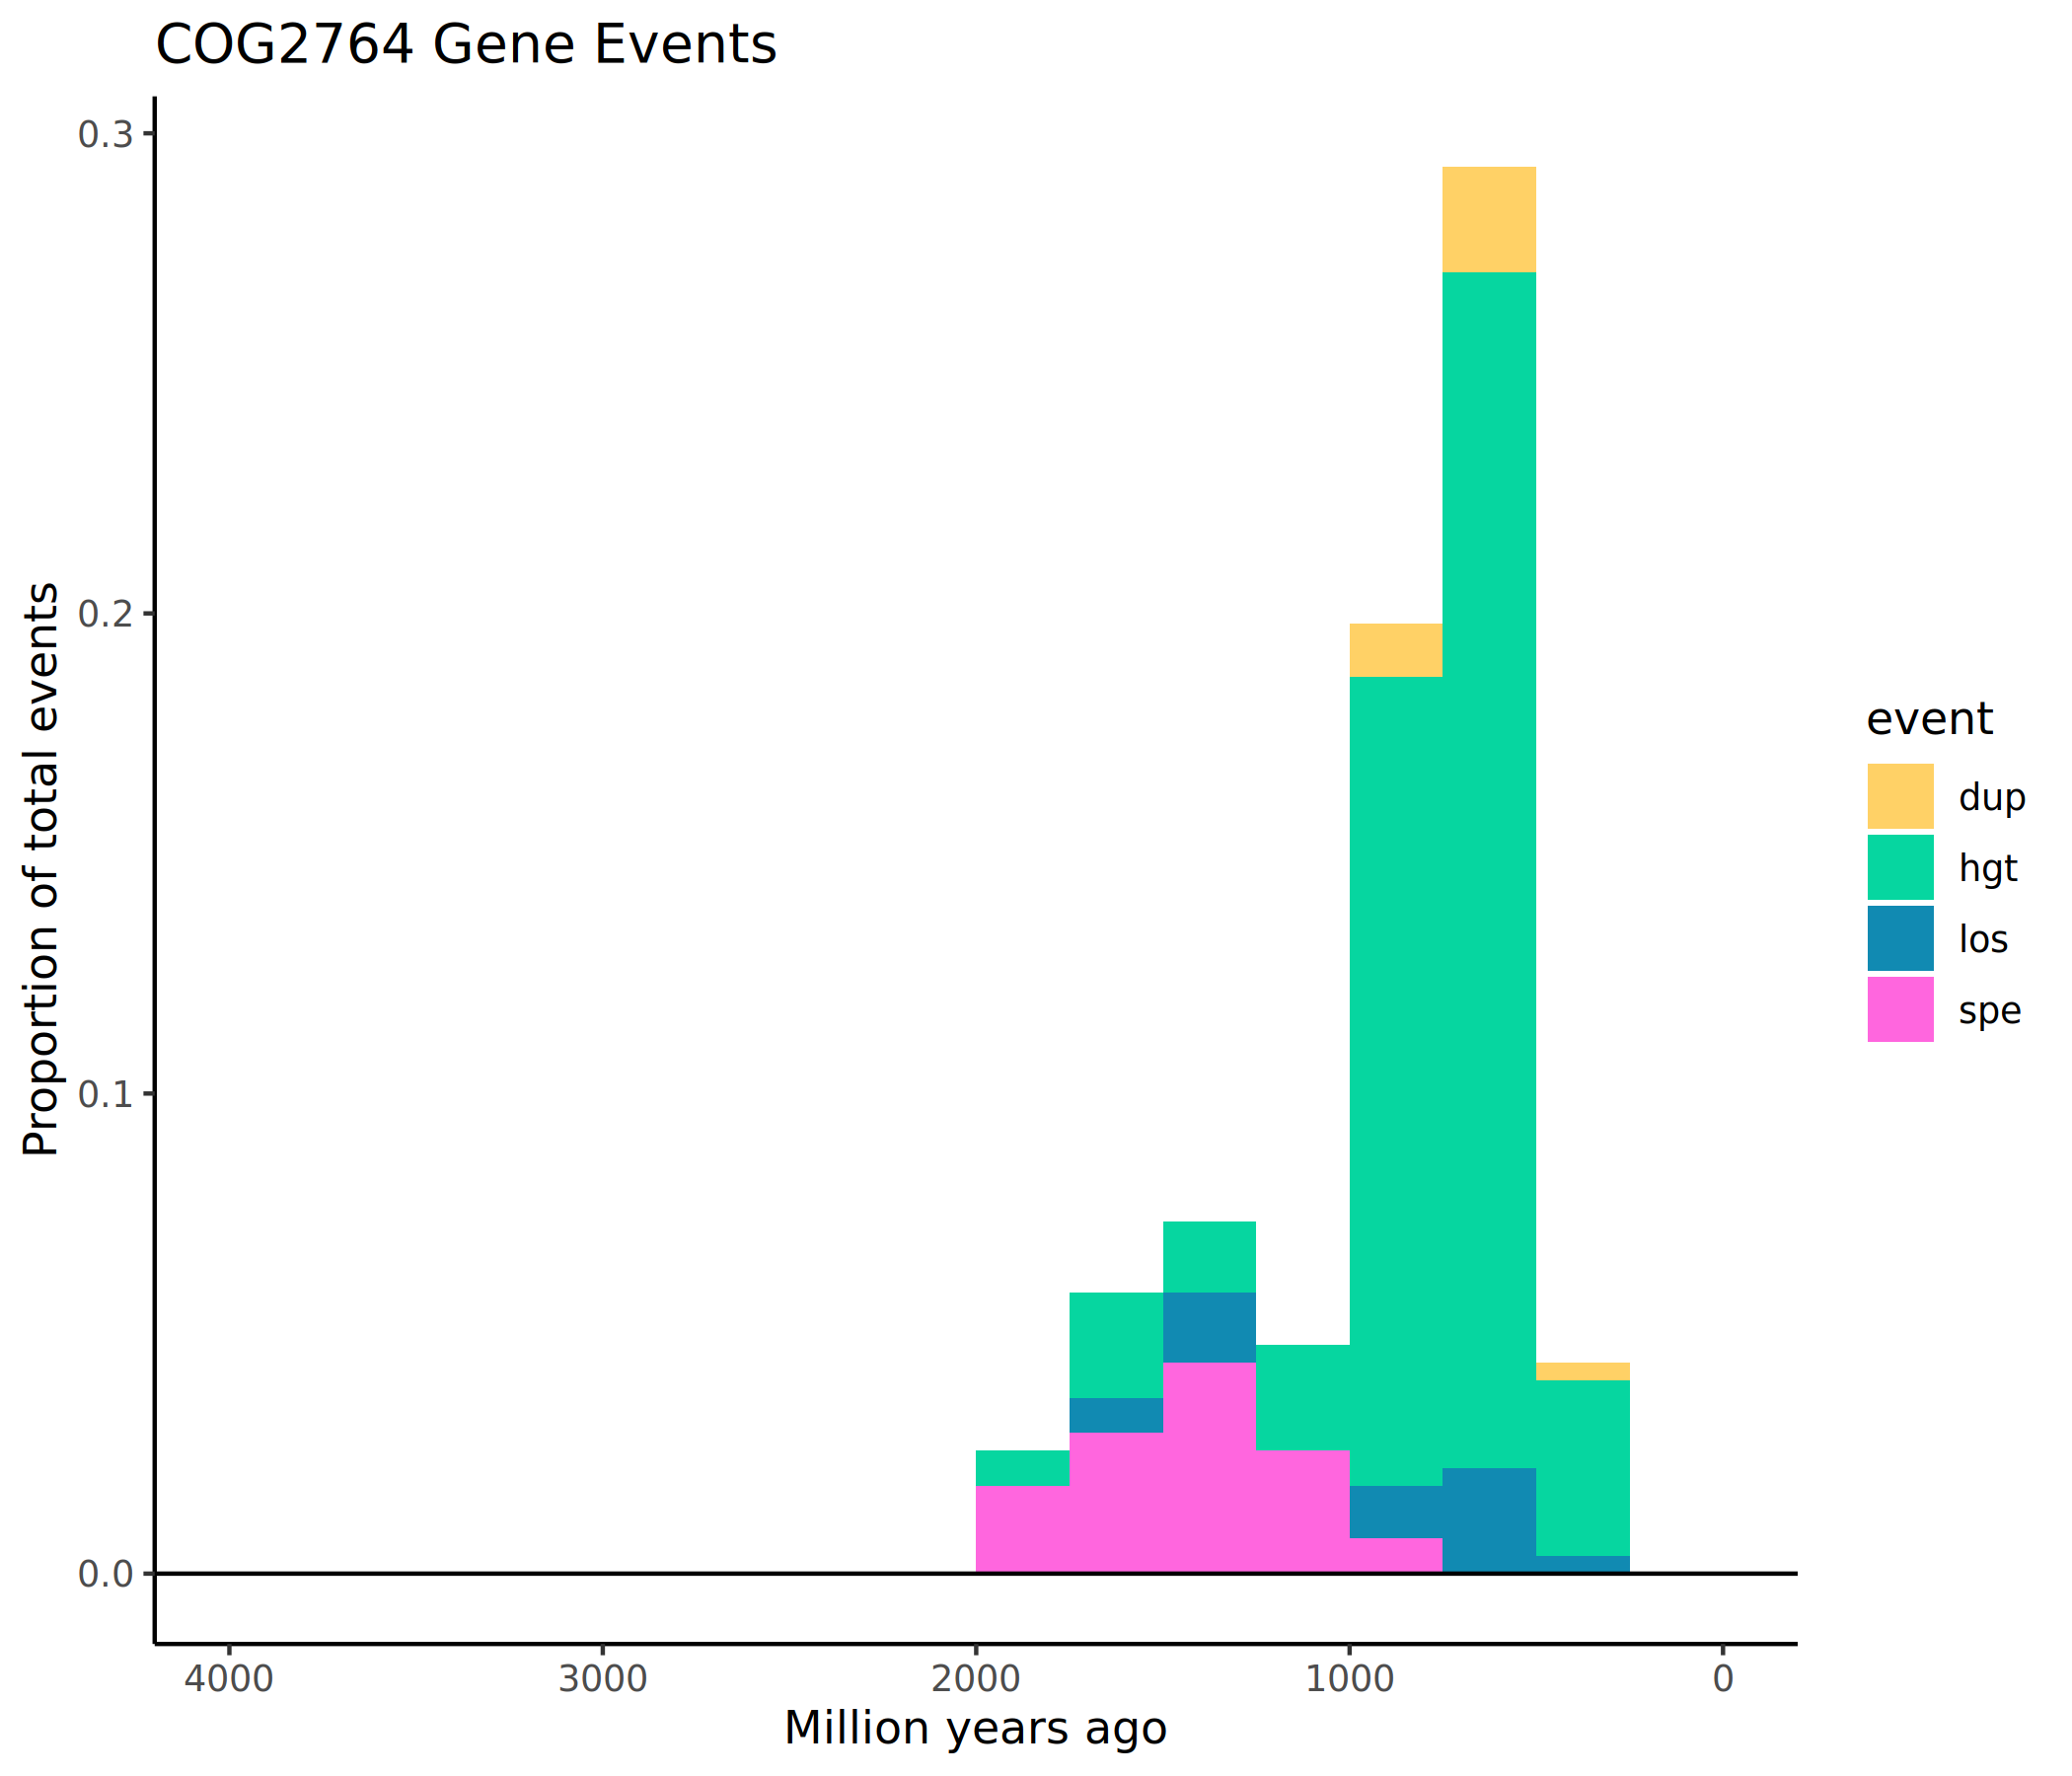 COG2764 Gene Events
Proportion of total events
0.3
0.2
0.1
0.0
4000 3000 2000 1000 0
Million years ago
event
dup
hgt
los
spe